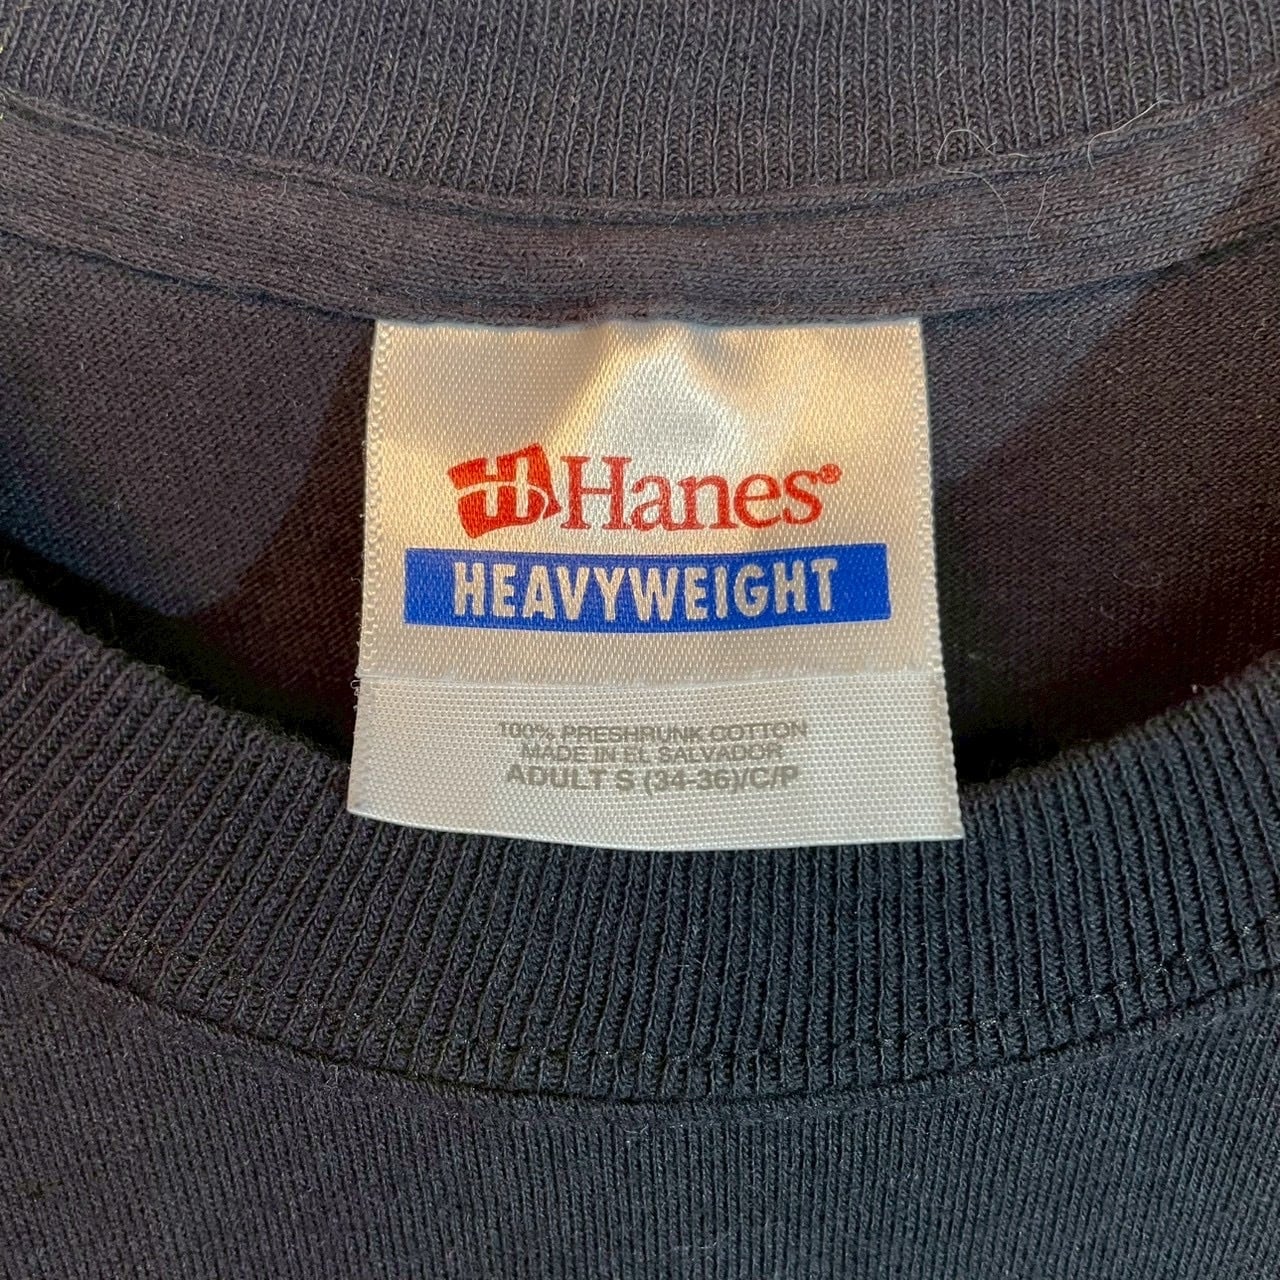 Hanes®
HEAVYWEIGHT
100% PRESHRUNK COTTON
MADE IN EL SALVADOR
ADULT S (34-36)/C/P